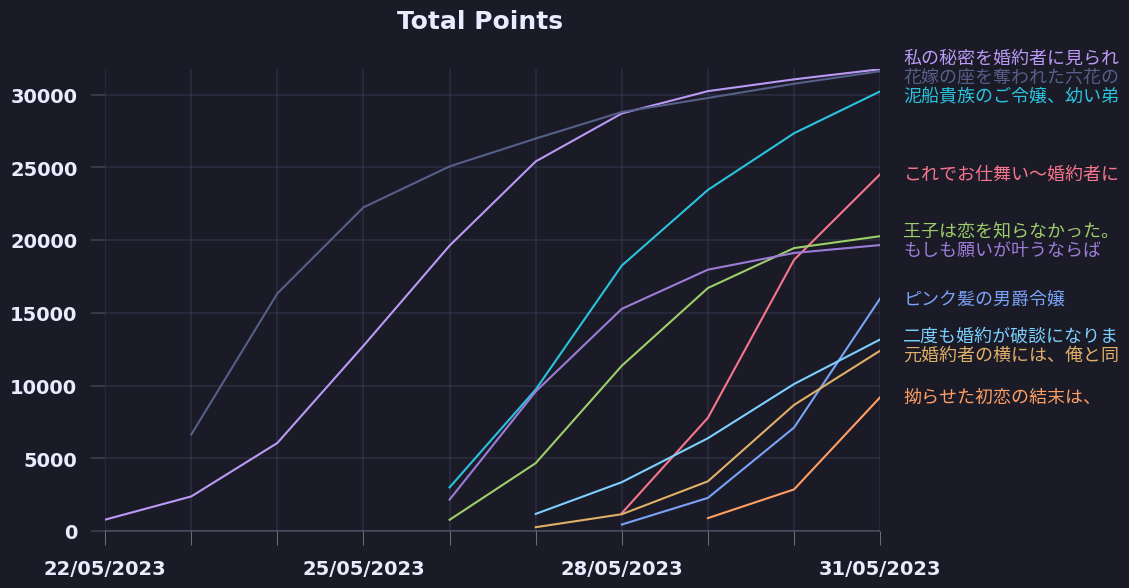 Total Points
30000
25000
20000
15000
10000
5000
0
22/05/2023
25/05/2023
28/05/2023
31/05/2023
私の秘密を婚約者に見られ
花嫁の座を奪われた六花の
泥船貴族のご令嬢、幼い弟
これでお仕舞い〜婚約者に
王子は恋を知らなかった。
もしも願いが叶うならば
ピンク髪の男爵令嬢
二度も婚約が破談になりま
元婚約者の横には、俺と同
拗らせた初恋の結末は、